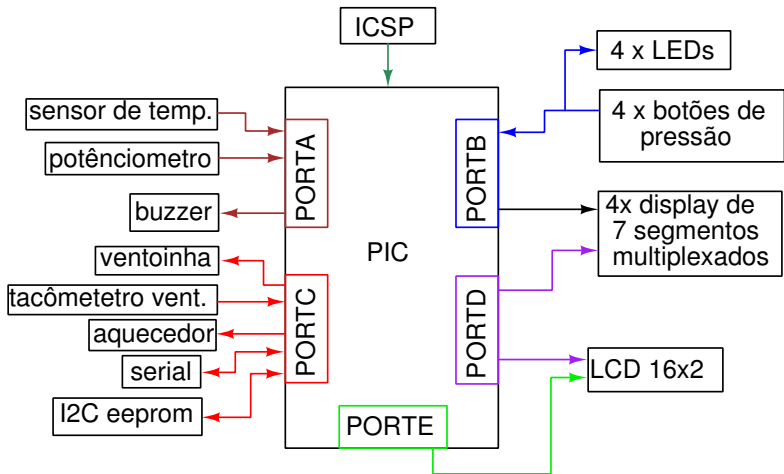 ICSP
4 x LEDs
sensor de temp.
potênciometro
buzzer
PORTA
PORTB
4 x botões de
pressão
4x display de
7 segmentos
multiplexados
PIC
ventoinha
tacômetetro vent.
aquecedor
serial
I2C eeprom
PORTC
PORTD
LCD 16x2
PORTE